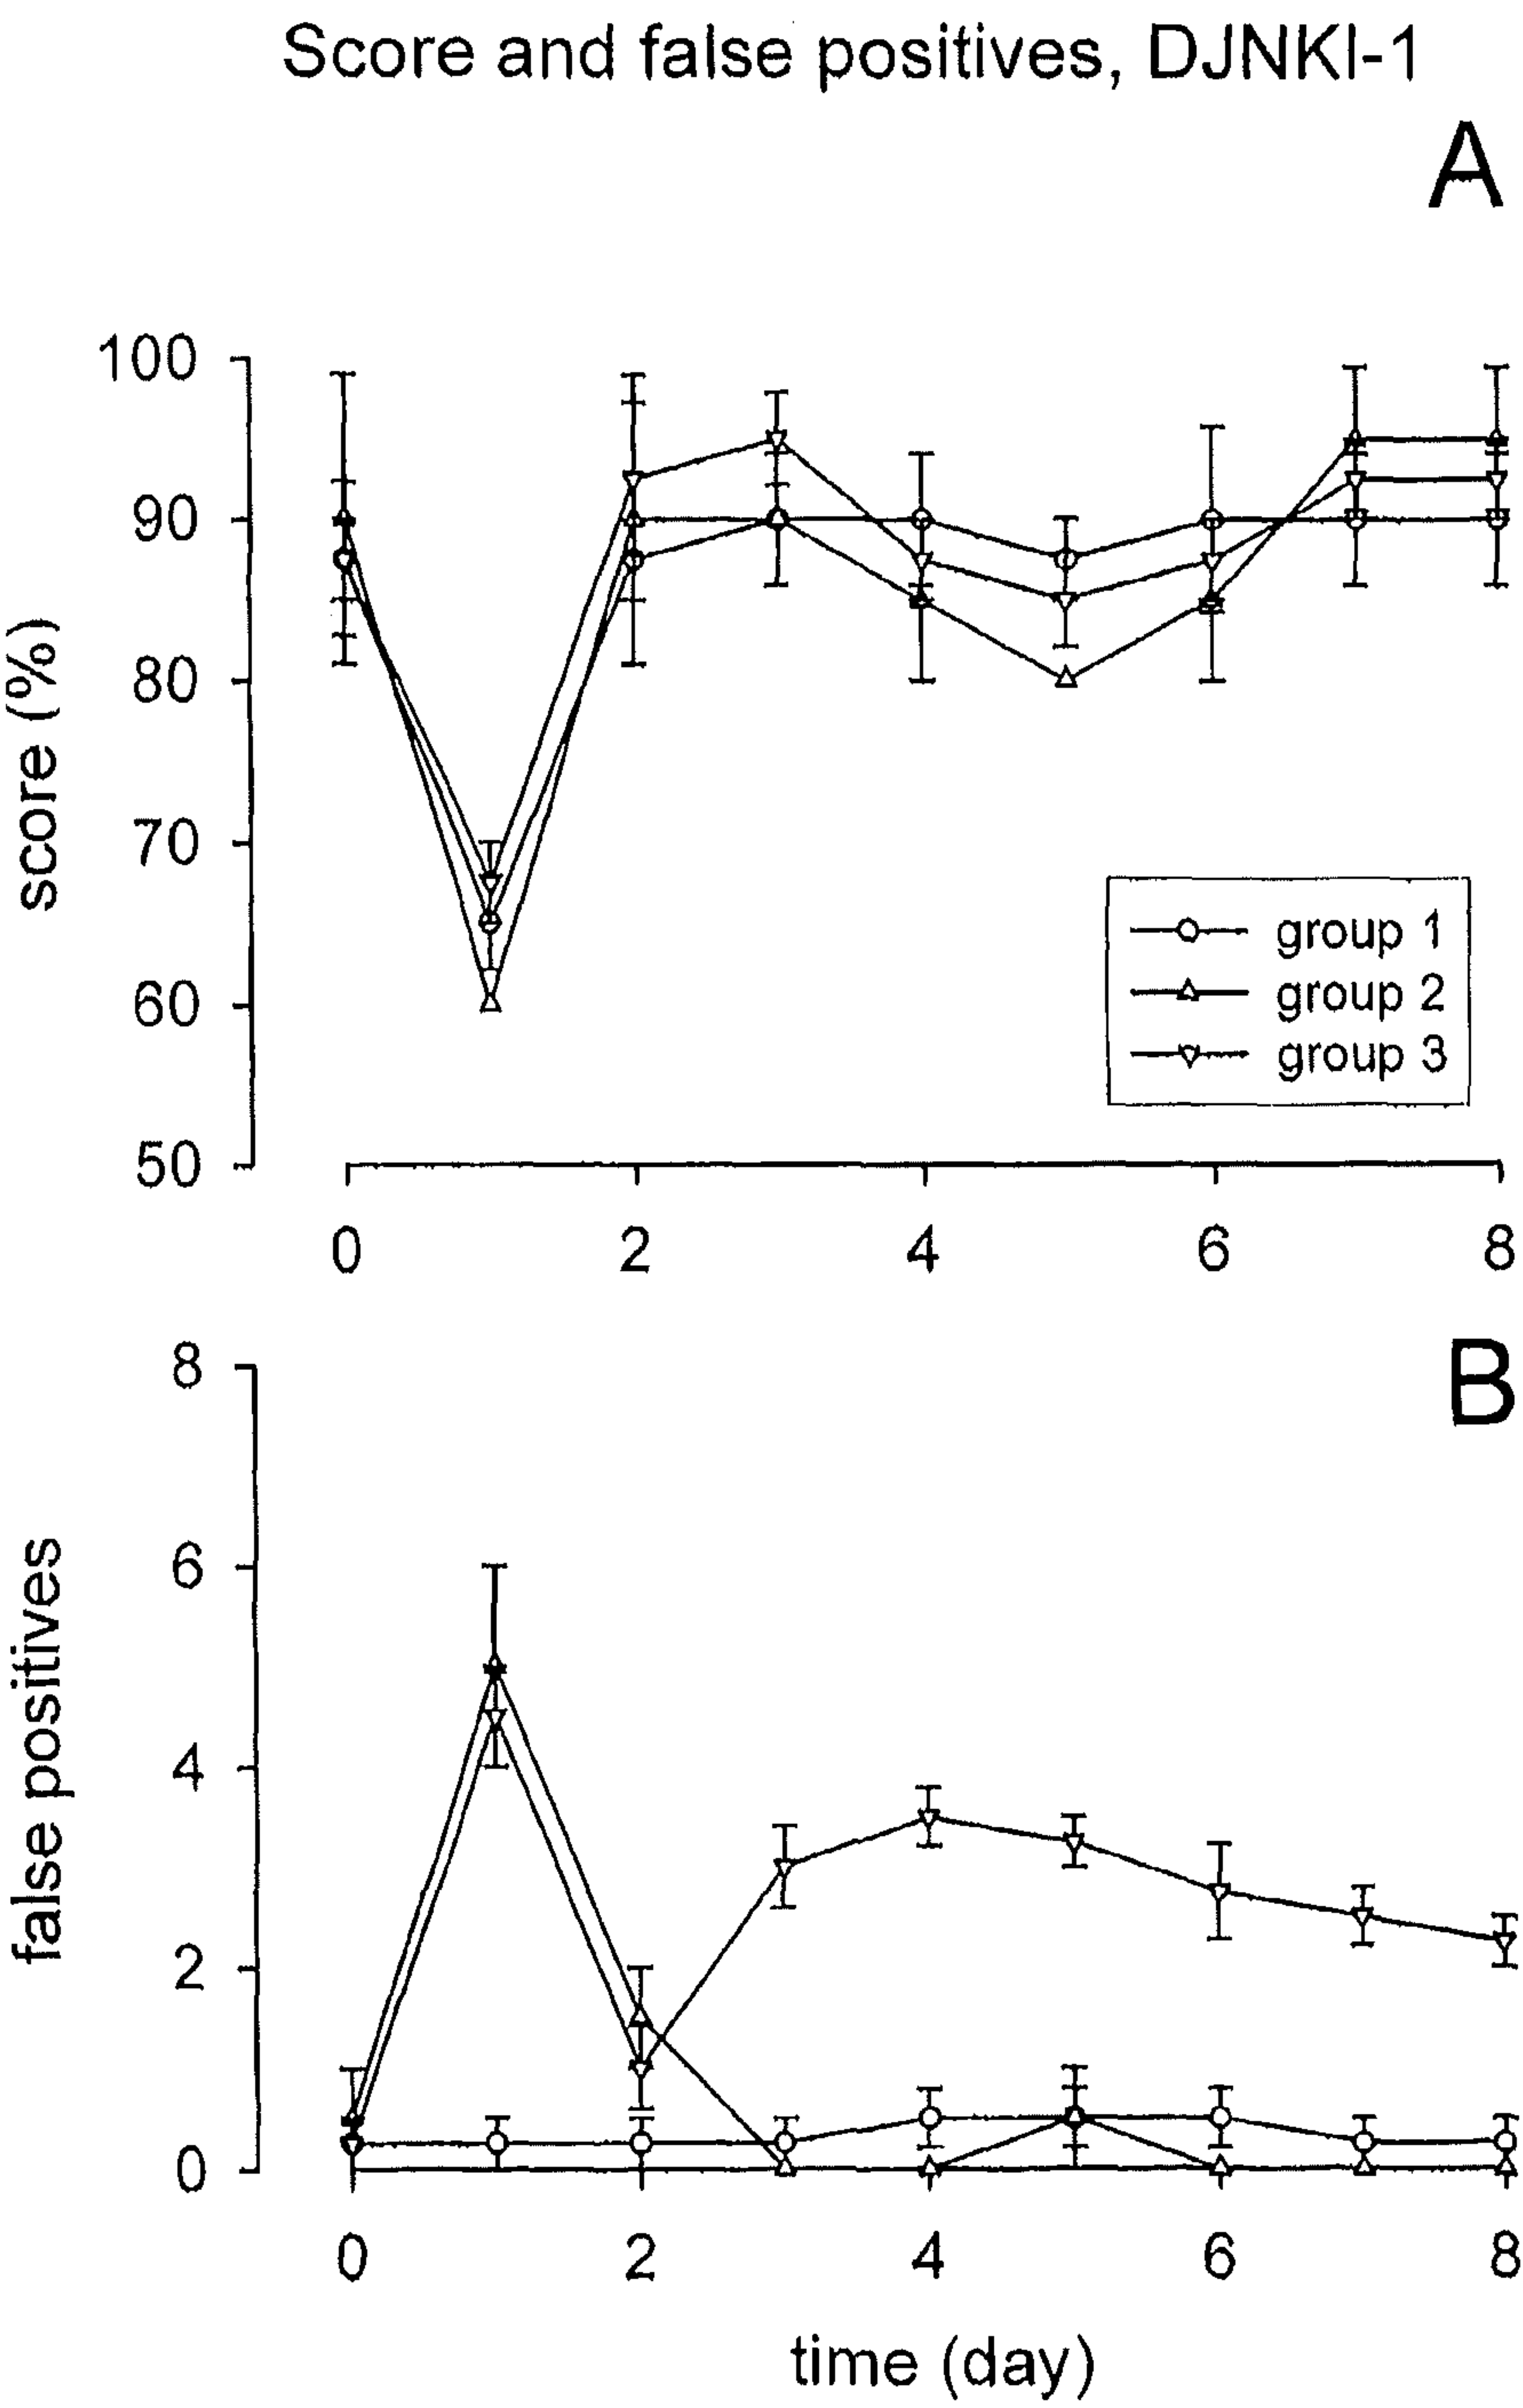 Score and false positives, DJNKI-1
A
100
90
80
70
60
50
score (%)
group 1
group 2
group 3
0 2 4 6 8
B
8
6
4
2
0
false positives
0 2 4 6 8
time (day)